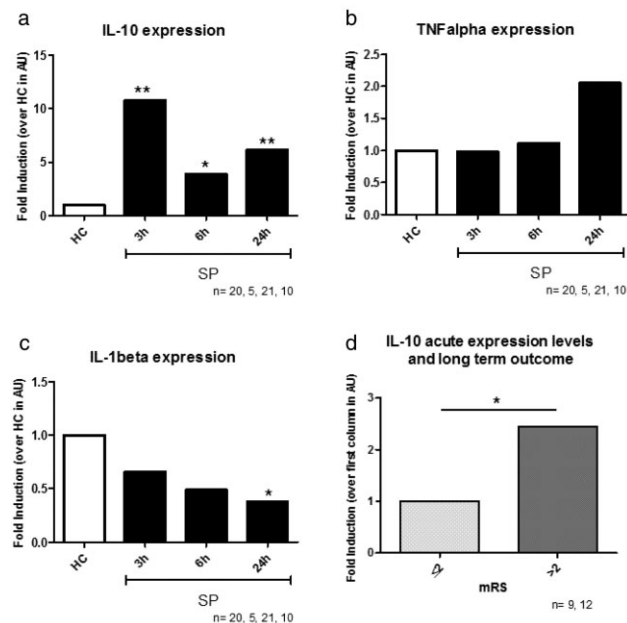 a
IL-10 expression
Fold Induction (over HC in AU)
15
10
5
0
**
*
**
HC
3h
6h
24h
SP
n= 20, 5, 21, 10
b
TNFalpha expression
Fold Induction (over HC in AU)
2.5
2.0
1.5
1.0
0.5
0.0
HC
3h
6h
24h
SP
n= 20, 5, 21, 10
c
IL-1beta expression
Fold Induction (over HC in AU)
1.5
1.0
0.5
0.0
*
HC
3h
6h
24h
SP
n= 20, 5, 21, 10
d
IL-10 acute expression levels
and long term outcome
Fold Induction (over first column in AU)
3
2
1
0
*
≤2
>2
mRS
n= 9, 12